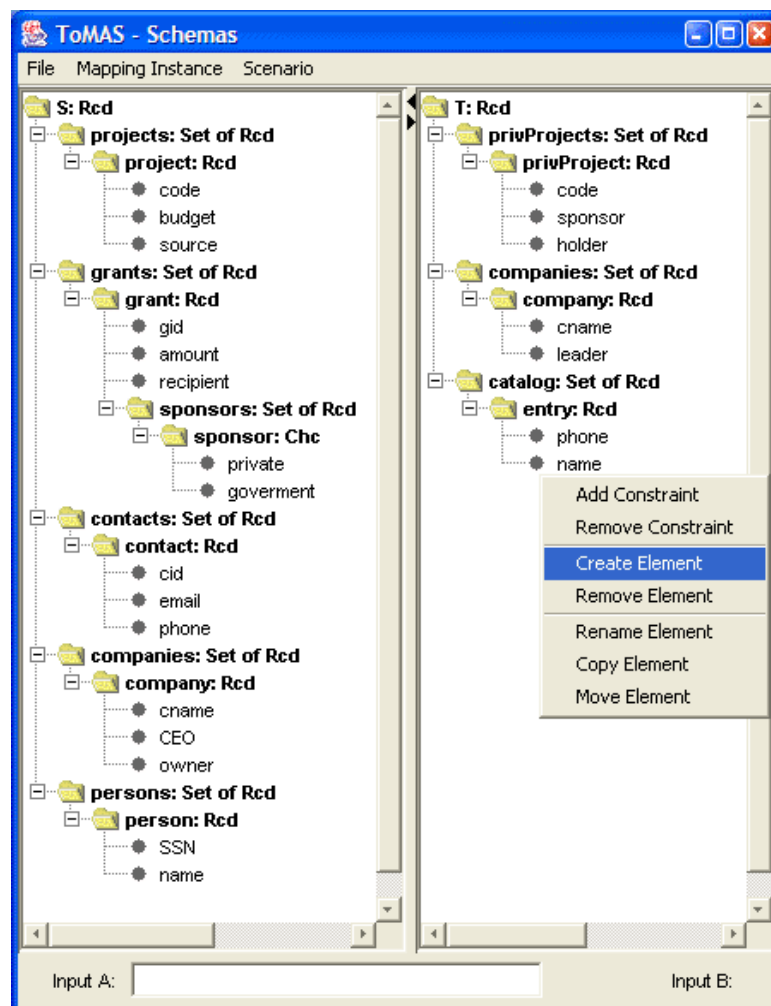 ToMAS - Schemas
File Mapping Instance Scenario
S: Rcd
projects: Set of Rcd
project: Rcd
code
budget
source
grants: Set of Rcd
grant: Rcd
gid
amount
recipient
sponsors: Set of Rcd
sponsor: Chc
private
goverment
contacts: Set of Rcd
contact: Rcd
cid
email
phone
companies: Set of Rcd
company: Rcd
cname
CEO
owner
persons: Set of Rcd
person: Rcd
SSN
name
T: Rcd
privProjects: Set of Rcd
privProject: Rcd
code
sponsor
holder
companies: Set of Rcd
company: Rcd
cname
leader
catalog: Set of Rcd
entry: Rcd
phone
name
Add Constraint
Remove Constraint
Create Element
Remove Element
Rename Element
Copy Element
Move Element
Input A:
Input B: